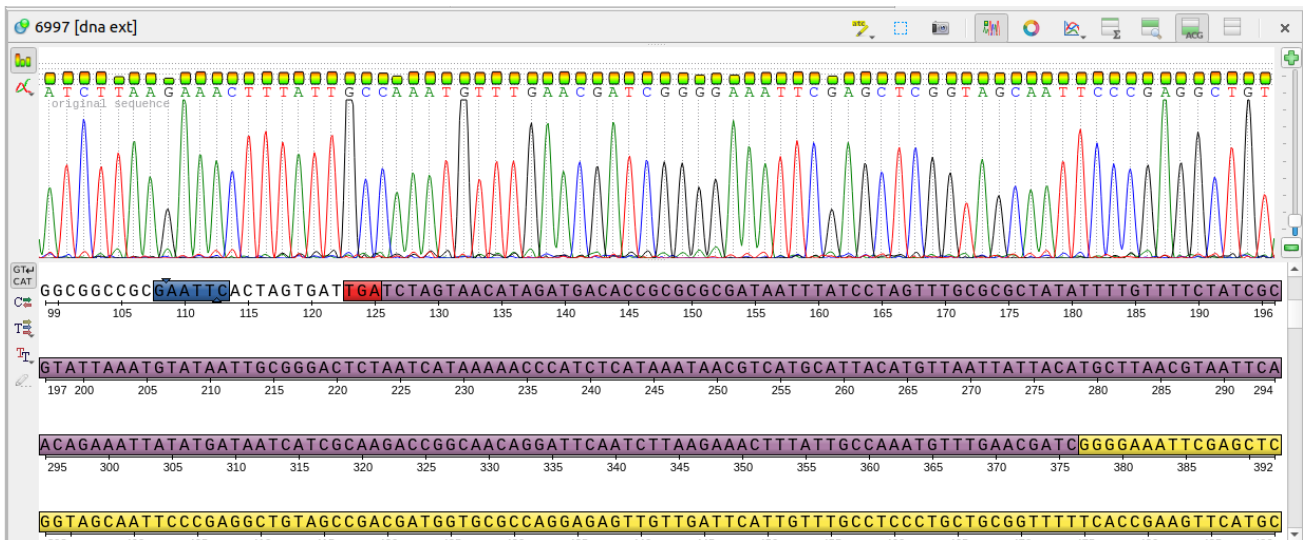 6997 [dna ext]
A T C T T A A G A A A C T T T A T T G C C A A A T G T T T G A A C G A T C G G G G A A A T T C G A G C T C G G T A G C A A T T C C C G A G G C T G T
original sequence
GGCGGCCGCGAATTCACTAGTGATTGATCTAGTAACATAGATGACACCGCGCGCGATAATTTATCCTAGTTTGCGCGCTATATTTTGTTTTCTATCGC
99 105 110 115 120 125 130 135 140 145 150 155 160 165 170 175 180 185 190 196
GTATTAAATGTATAATTGCGGGACTCTAATCATAAAAACCCATCTCATAAATAACGTCATGCATTACATGTTAATTATTACATGCTTAACGTAATTCA
197 200 205 210 215 220 225 230 235 240 245 250 255 260 265 270 275 280 285 290 294
ACAGAAATTATATGATAATCATCGCAAGACCGGCAACAGGATTCAATCTTAAGAAACTTTATTGCCAAATGTTTGAACGATCGGGGAAATTCGAGCTC
295 300 305 310 315 320 325 330 335 340 345 350 355 360 365 370 375 380 385 392
GGTAGCAATTCCCGAGGCTGTAGCCGACGATGGTGCGCCAGGAGAGTTGTTGATTCATTGTTTGCCTCCCTGCTGCGGTTTTTCACCGAAGTTCATGC